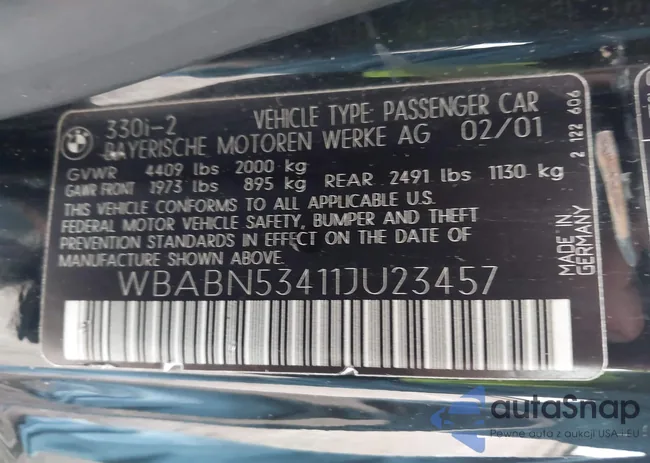 330i-2 VEHICLE TYPE: PASSENGER CAR
BAYERISCHE MOTOREN WERKE AG 02/01
GVWR 4409 lbs 2000 kg
GAWR FRONT 1973 lbs 895 kg REAR 2491 lbs 1130 kg
THIS VEHICLE CONFORMS TO ALL APPLICABLE U.S.
FEDERAL MOTOR VEHICLE SAFETY, BUMPER AND THEFT
PREVENTION STANDARDS IN EFFECT ON THE DATE OF
MANUFACTURE SHOWN ABOVE.
WBABN53411JU23457
MADE IN
GERMANY
2 122 606
autaSnap
Pewne auta z aukcji USA i EU